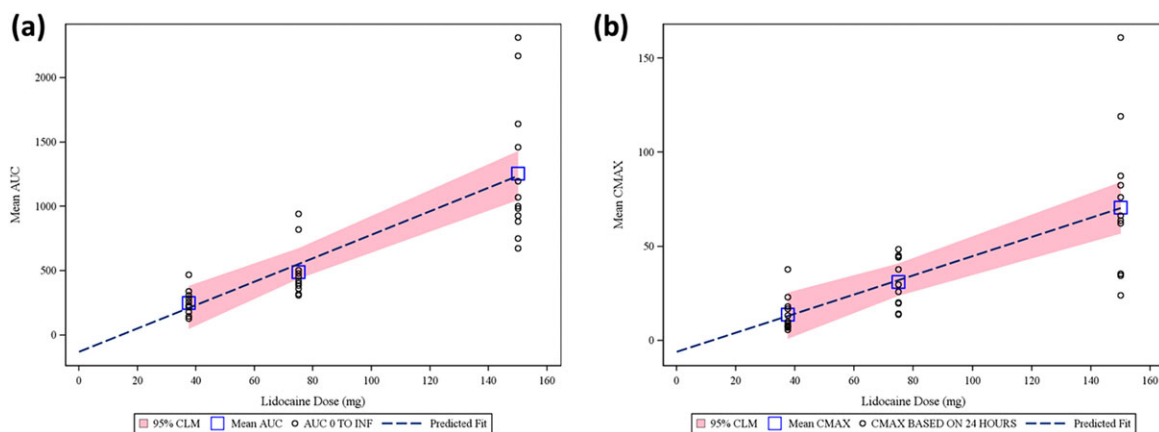 (a)
2000
1500
1000
500
0
Mean AUC
0 20 40 60 80 100 120 140 160
Lidocaine Dose (mg)
95% CLM Mean AUC AUC 0 TO INF Predicted Fit
(b)
150
100
50
0
Mean CMAX
0 20 40 60 80 100 120 140 160
Lidocaine Dose (mg)
95% CLM Mean CMAX CMAX BASED ON 24 HOURS Predicted Fit